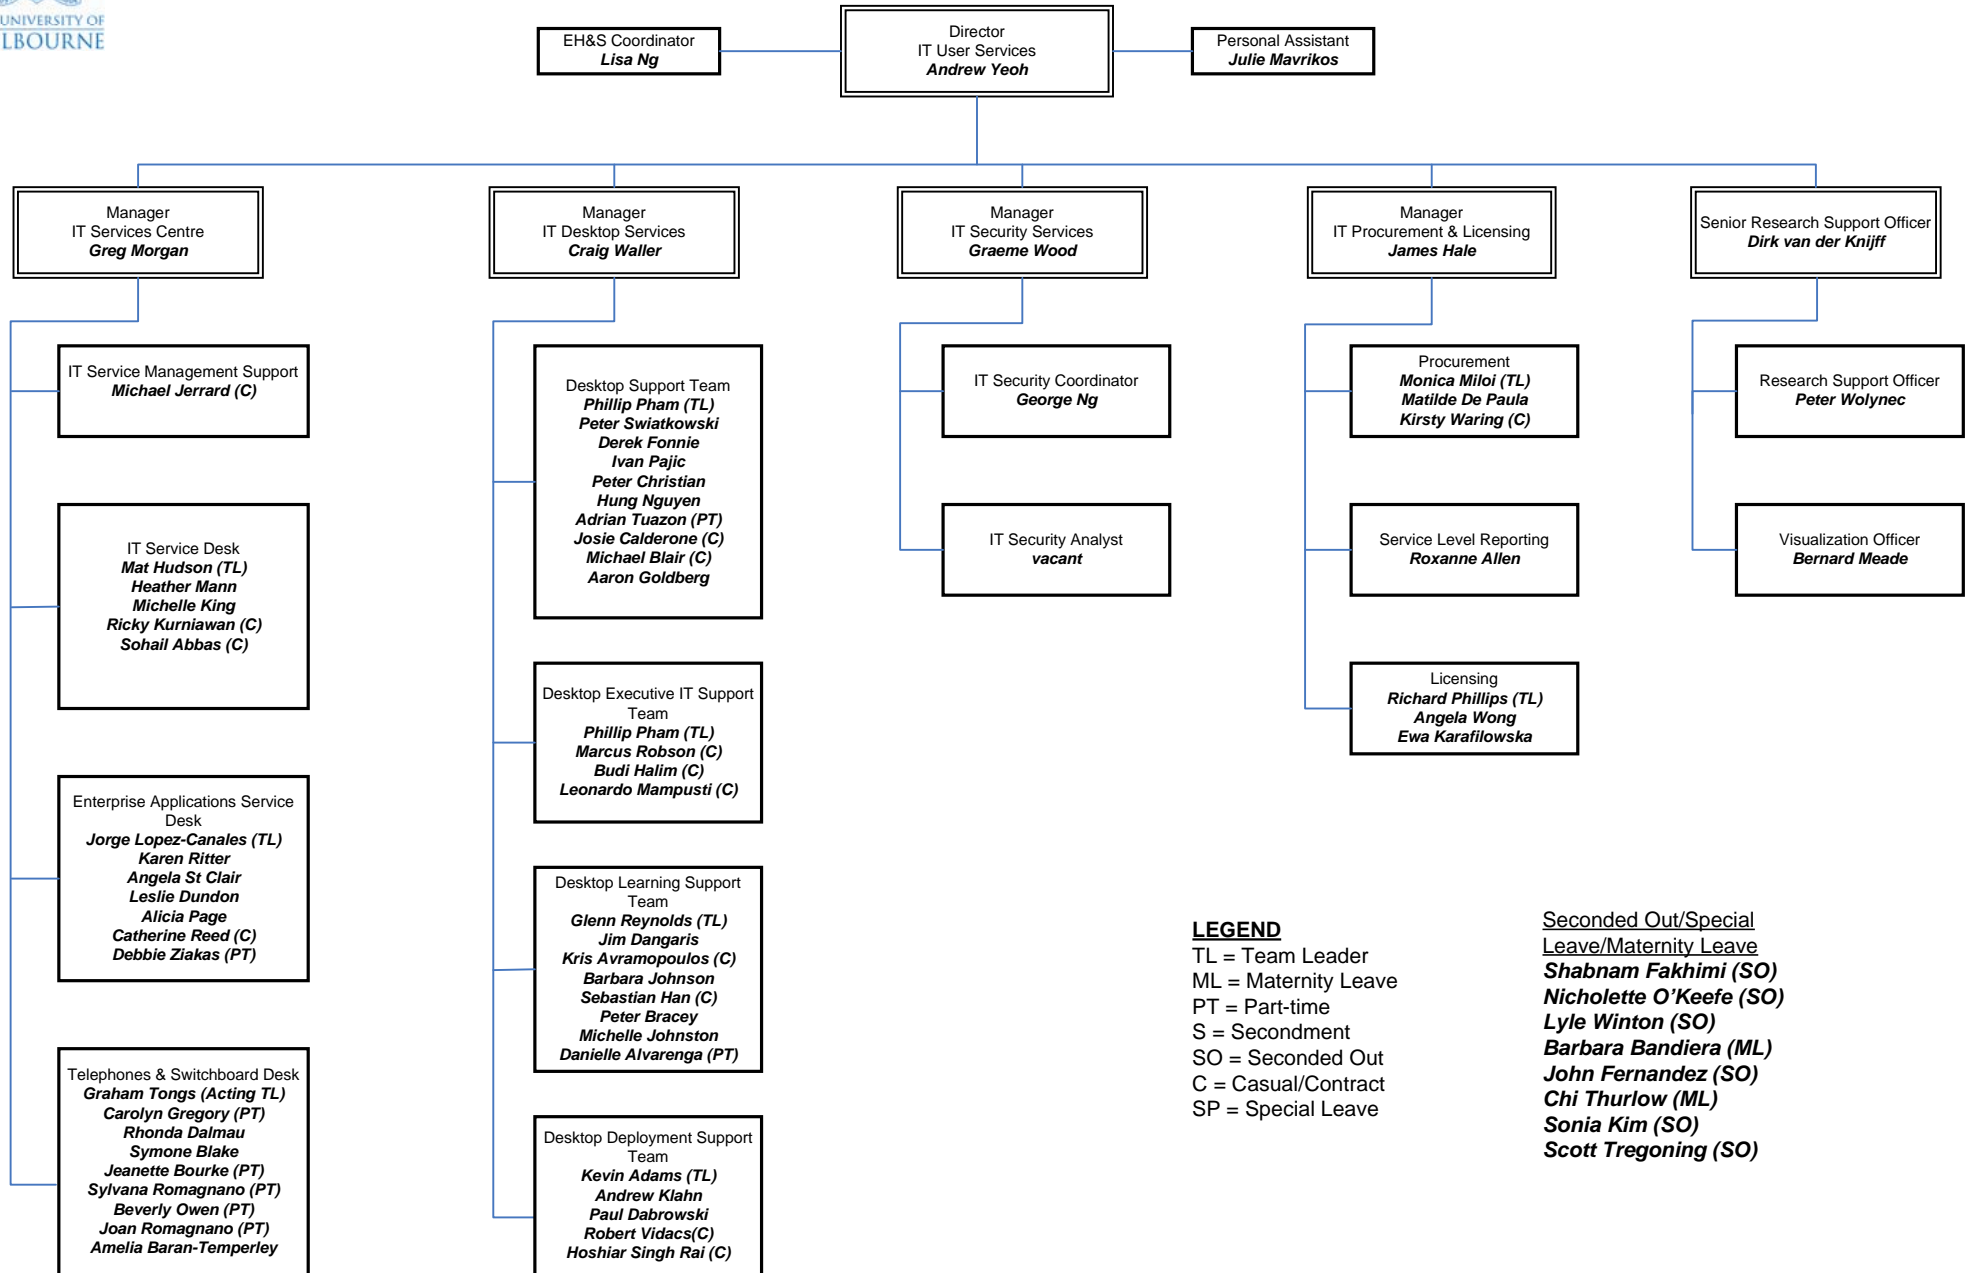 UNIVERSITY OF
LBOURNE
EH&S Coordinator
Lisa Ng
Director
IT User Services
Andrew Yeoh
Personal Assistant
Julie Mavrikos
Manager
IT Services Centre
Greg Morgan
Manager
IT Desktop Services
Craig Waller
Manager
IT Security Services
Graeme Wood
Manager
IT Procurement & Licensing
James Hale
Senior Research Support Officer
Dirk van der Knijff
IT Service Management Support
Michael Jerrard (C)
IT Service Desk
Mat Hudson (TL)
Heather Mann
Michelle King
Ricky Kurniawan (C)
Sohail Abbas (C)
Enterprise Applications Service
Desk
Jorge Lopez-Canales (TL)
Karen Ritter
Angela St Clair
Leslie Dundon
Alicia Page
Catherine Reed (C)
Debbie Ziakas (PT)
Telephones & Switchboard Desk
Graham Tongs (Acting TL)
Carolyn Gregory (PT)
Rhonda Dalmau
Symone Blake
Jeanette Bourke (PT)
Sylvana Romagnano (PT)
Beverly Owen (PT)
Joan Romagnano (PT)
Amelia Baran-Temperley
Desktop Support Team
Phillip Pham (TL)
Peter Swiatkowski
Derek Fonnie
Ivan Pajic
Peter Christian
Hung Nguyen
Adrian Tuazon (PT)
Josie Calderone (C)
Michael Blair (C)
Aaron Goldberg
Desktop Executive IT Support
Team
Phillip Pham (TL)
Marcus Robson (C)
Budi Halim (C)
Leonardo Mampusti (C)
Desktop Learning Support
Team
Glenn Reynolds (TL)
Jim Dangaris
Kris Avramopoulos (C)
Barbara Johnson
Sebastian Han (C)
Peter Bracey
Michelle Johnston
Danielle Alvarenga (PT)
Desktop Deployment Support
Team
Kevin Adams (TL)
Andrew Klahn
Paul Dabrowski
Robert Vidacs(C)
Hoshiar Singh Rai (C)
IT Security Coordinator
George Ng
IT Security Analyst
vacant
Procurement
Monica Miloi (TL)
Matilde De Paula
Kirsty Waring (C)
Service Level Reporting
Roxanne Allen
Licensing
Richard Phillips (TL)
Angela Wong
Ewa Karafilowska
Research Support Officer
Peter Wolynec
Visualization Officer
Bernard Meade
LEGEND
TL = Team Leader
ML = Maternity Leave
PT = Part-time
S = Secondment
SO = Seconded Out
C = Casual/Contract
SP = Special Leave
Seconded Out/Special
Leave/Maternity Leave
Shabnam Fakhimi (SO)
Nicholette O’Keefe (SO)
Lyle Winton (SO)
Barbara Bandiera (ML)
John Fernandez (SO)
Chi Thurlow (ML)
Sonia Kim (SO)
Scott Tregoning (SO)